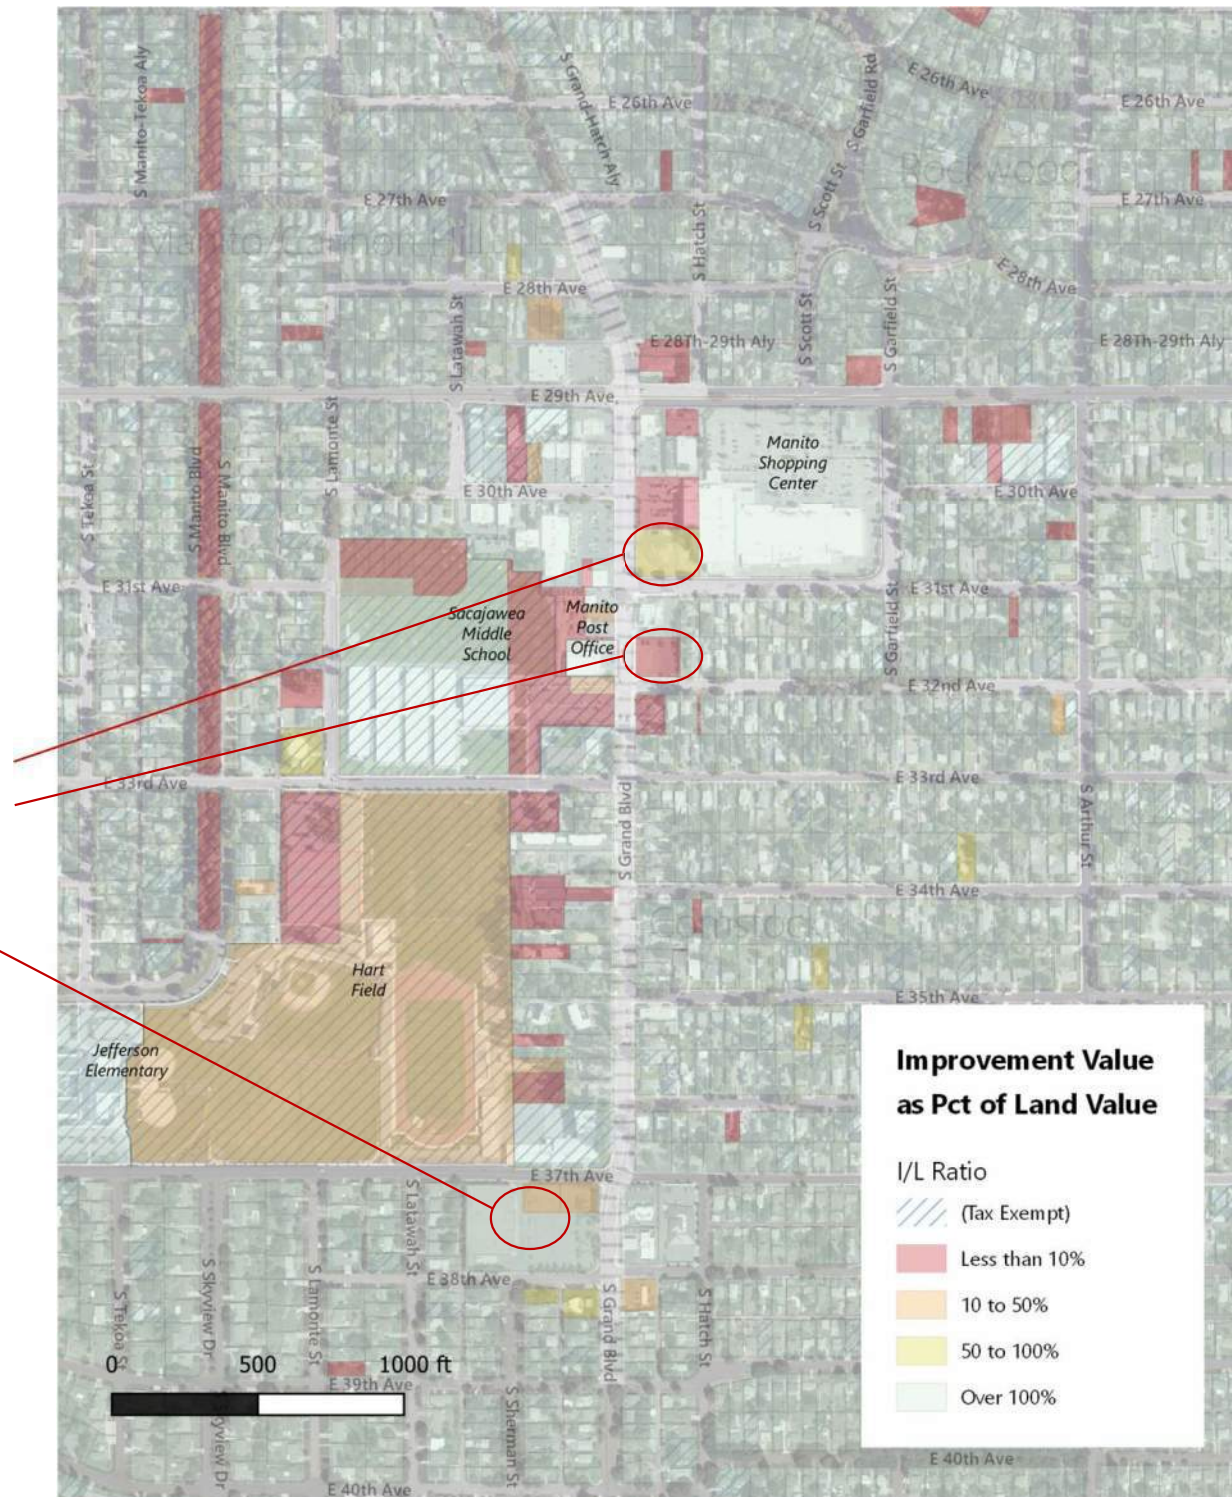 S Manito-Tekoa Aly
S Grand-Hatch Aly
S Garfield Rd
E 26th Ave
E 26th Ave
E 26th Ave
E 26th Ave
Rockwood
E 27th Ave
E 27th Ave
S Scott St
S Hatch St
Manito/Cannon Hill
E 28th Ave
E 28th Ave
S Latawah St
E 28Th-29th Aly
S Scott St
S Garfield St
E 28Th-29th Aly
E 29th Ave
S Lamonte St
S Tekoa St
S Manito Blvd
S Manito Blvd
Manito
Shopping
Center
E 30th Ave
E 30th Ave
E 31st Ave
E 31st Ave
Sacajawea
Middle
School
Manito
Post
Office
S Garfield St
E 32nd Ave
E 33rd Ave
E 33rd Ave
S Grand Blvd
S Arthur St
E 34th Ave
Comstock
Hart
Field
E 35th Ave
Jefferson
Elementary
Improvement Value
as Pct of Land Value
I/L Ratio
(Tax Exempt)
Less than 10%
10 to 50%
50 to 100%
Over 100%
E 37th Ave
S Latawah St
E 38th Ave
S Tekoa St
S Skyview Dr
S Lamonte St
S Grand Blvd
S Hatch St
0 500 1000 ft
E 39th Ave
S Skyview Dr
S Sherman St
E 40th Ave
E 40th Ave